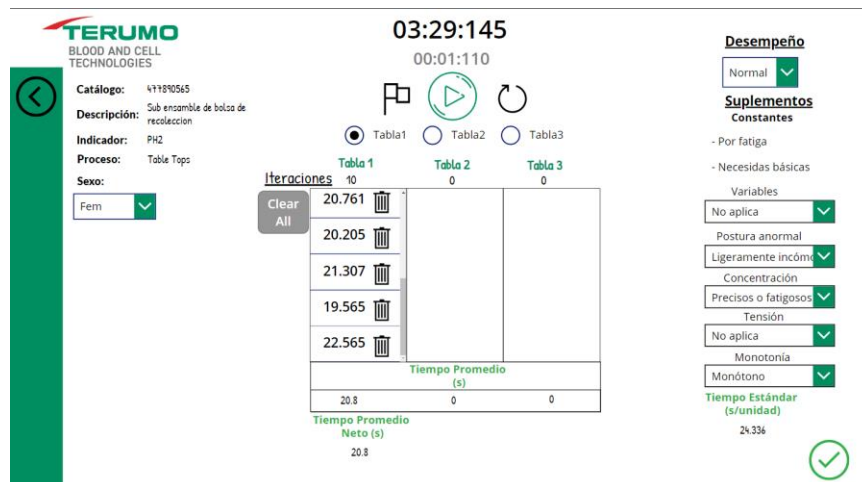 TERUMO
BLOOD AND CELL
TECHNOLOGIES
03:29:145
00:01:110
Catálogo: 477890565
Descripción: Sub ensamble de bolsa de
recoleccion
Indicador: PH2
Proceso: Table Tops
Sexo:
Fem
Tabla1 Tabla2 Tabla3
Iteraciones
Tabla 1 Tabla 2 Tabla 3
10 0 0
Clear
All
20.761
20.205
21.307
19.565
22.565
Tiempo Promedio
(s)
20.8 0 0
Tiempo Promedio
Neto (s)
20.8
Desempeño
Normal
Suplementos
Constantes
- Por fatiga
- Necesidas básicas
Variables
No aplica
Postura anormal
Ligeramente incómo
Concentración
Precisos o fatigosos
Tensión
No aplica
Monotonía
Monótono
Tiempo Estándar
(s/unidad)
24.336